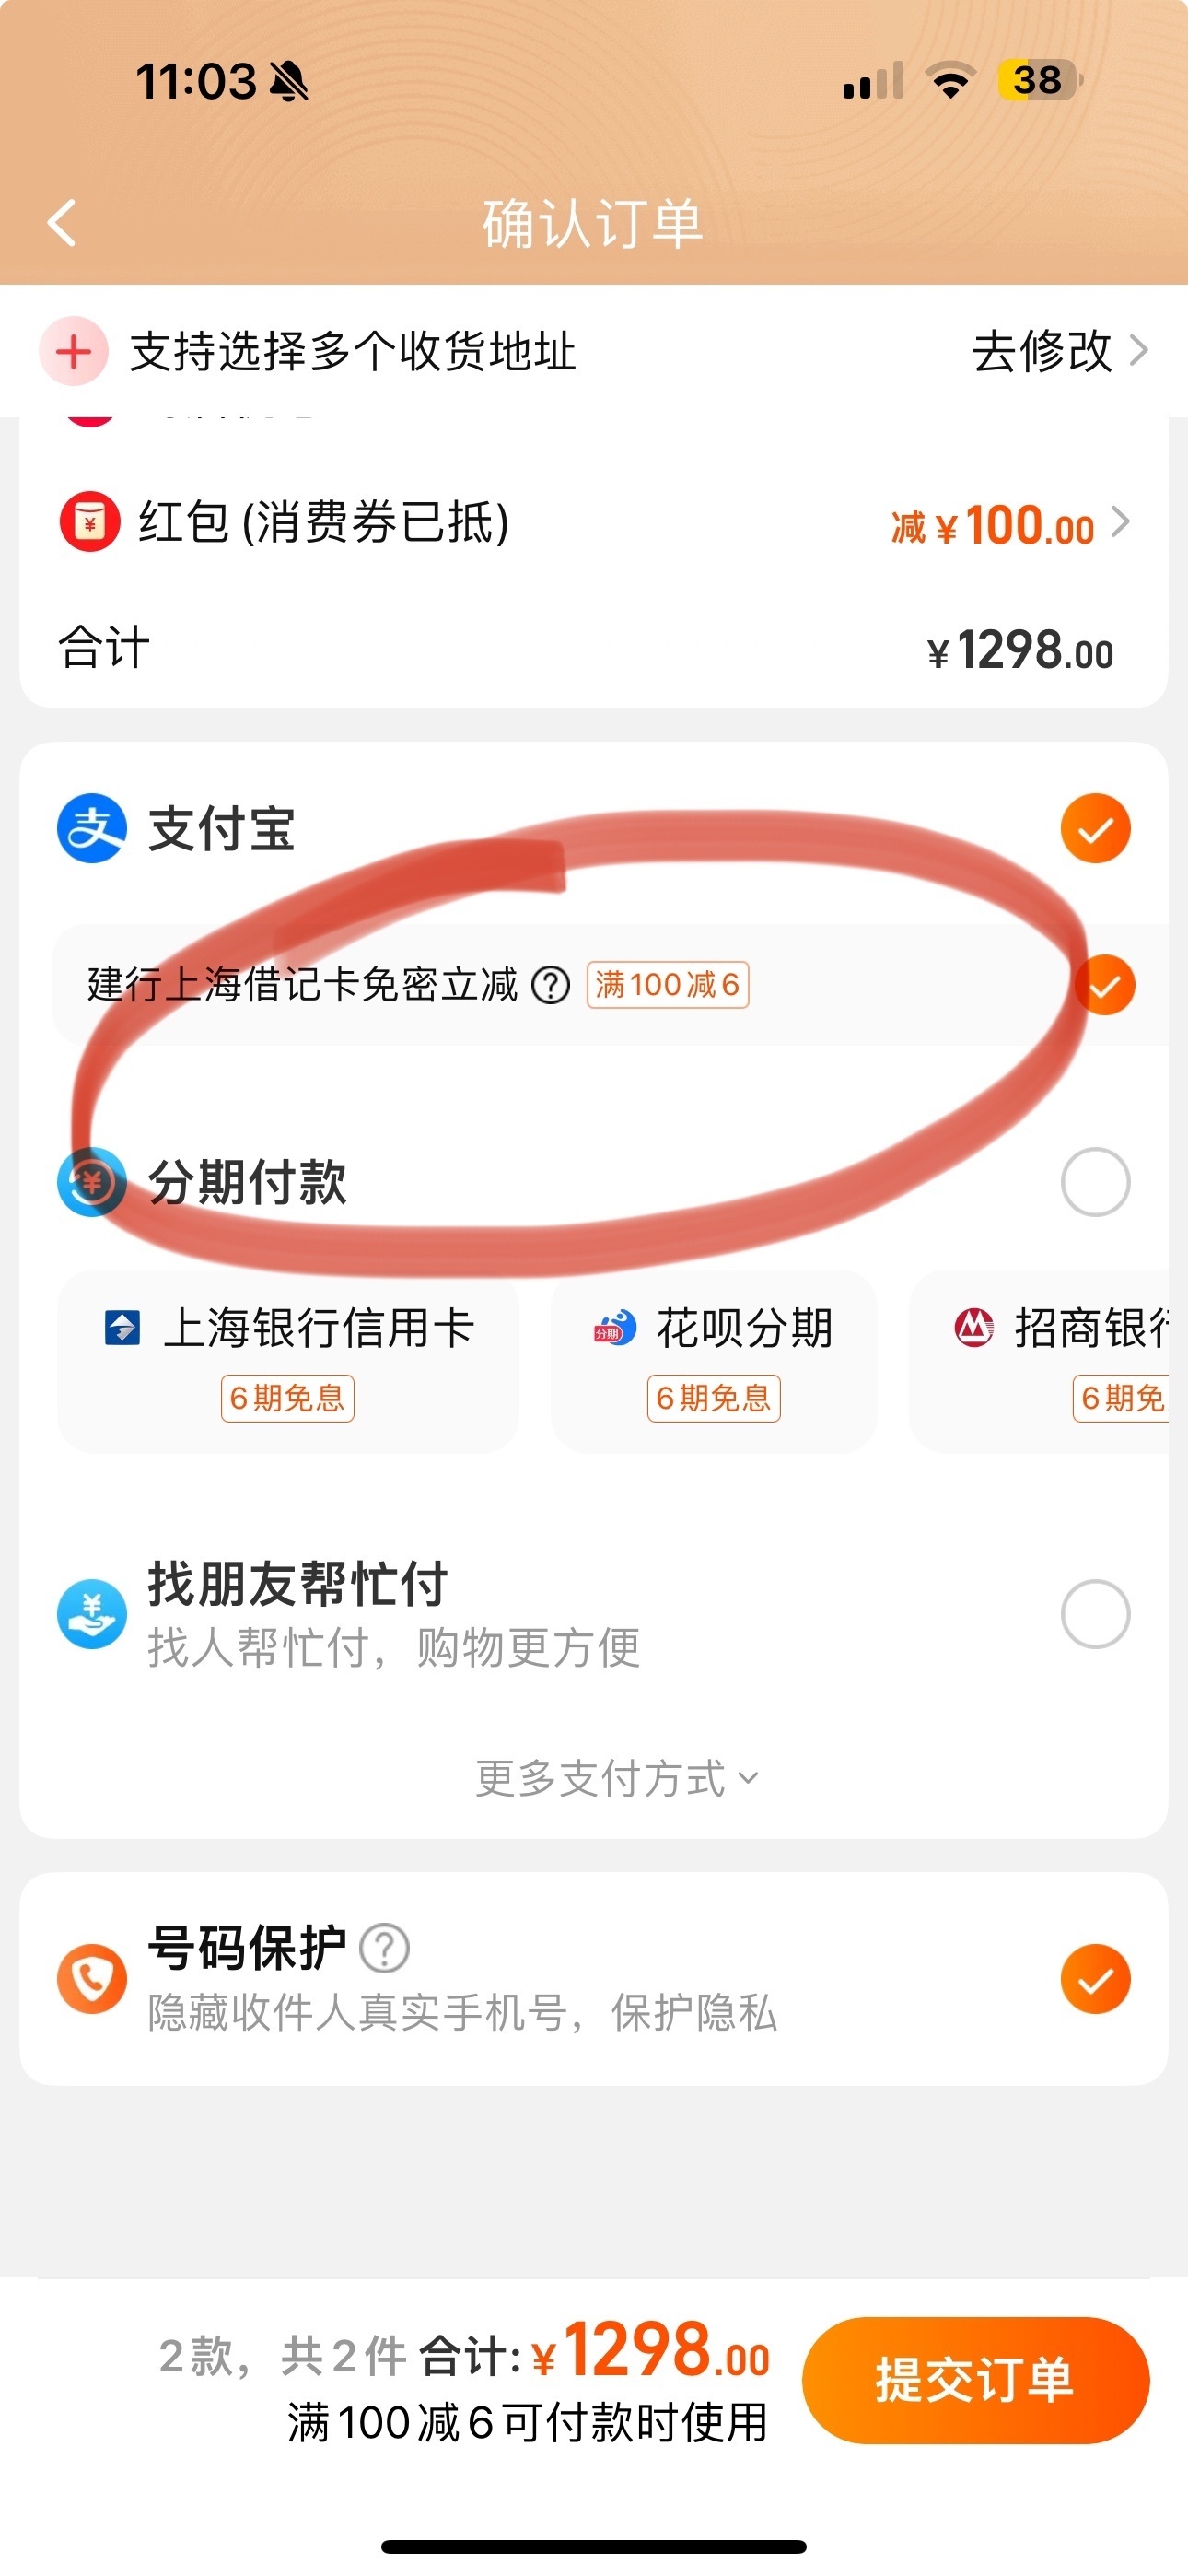 11:03
38
确认订单
支持选择多个收货地址 去修改
红包(消费券已抵) 减¥100.00
合计 ¥1298.00
支付宝
建行上海借记卡免密立减 满100减6
分期付款
上海银行信用卡 花呗分期 招商银行
6期免息 分期 6期免息 6期免
找朋友帮忙付
找人帮忙付，购物更方便
更多支付方式
号码保护
隐藏收件人真实手机号，保护隐私
2款，共2件 合计:¥1298.00 提交订单
满100减6可付款时使用